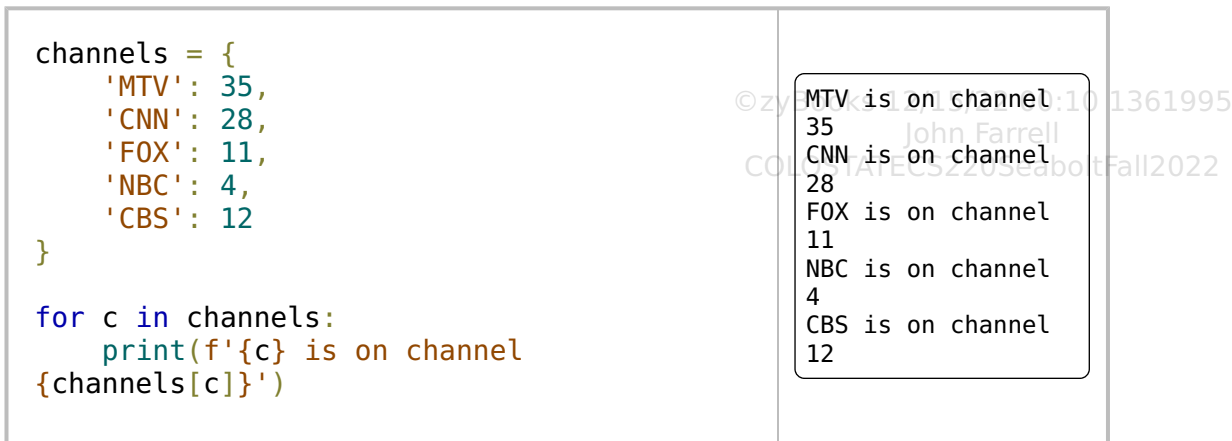 channels = {
    'MTV': 35,
    'CNN': 28,
    'FOX': 11,
    'NBC': 4,
    'CBS': 12
}
for c in channels:
    print(f'{c} is on channel
{channels[c]}')
MTV is on channel
35
CNN is on channel
28
FOX is on channel
11
NBC is on channel
4
CBS is on channel
12
1361995
John Farrell
Fall2022